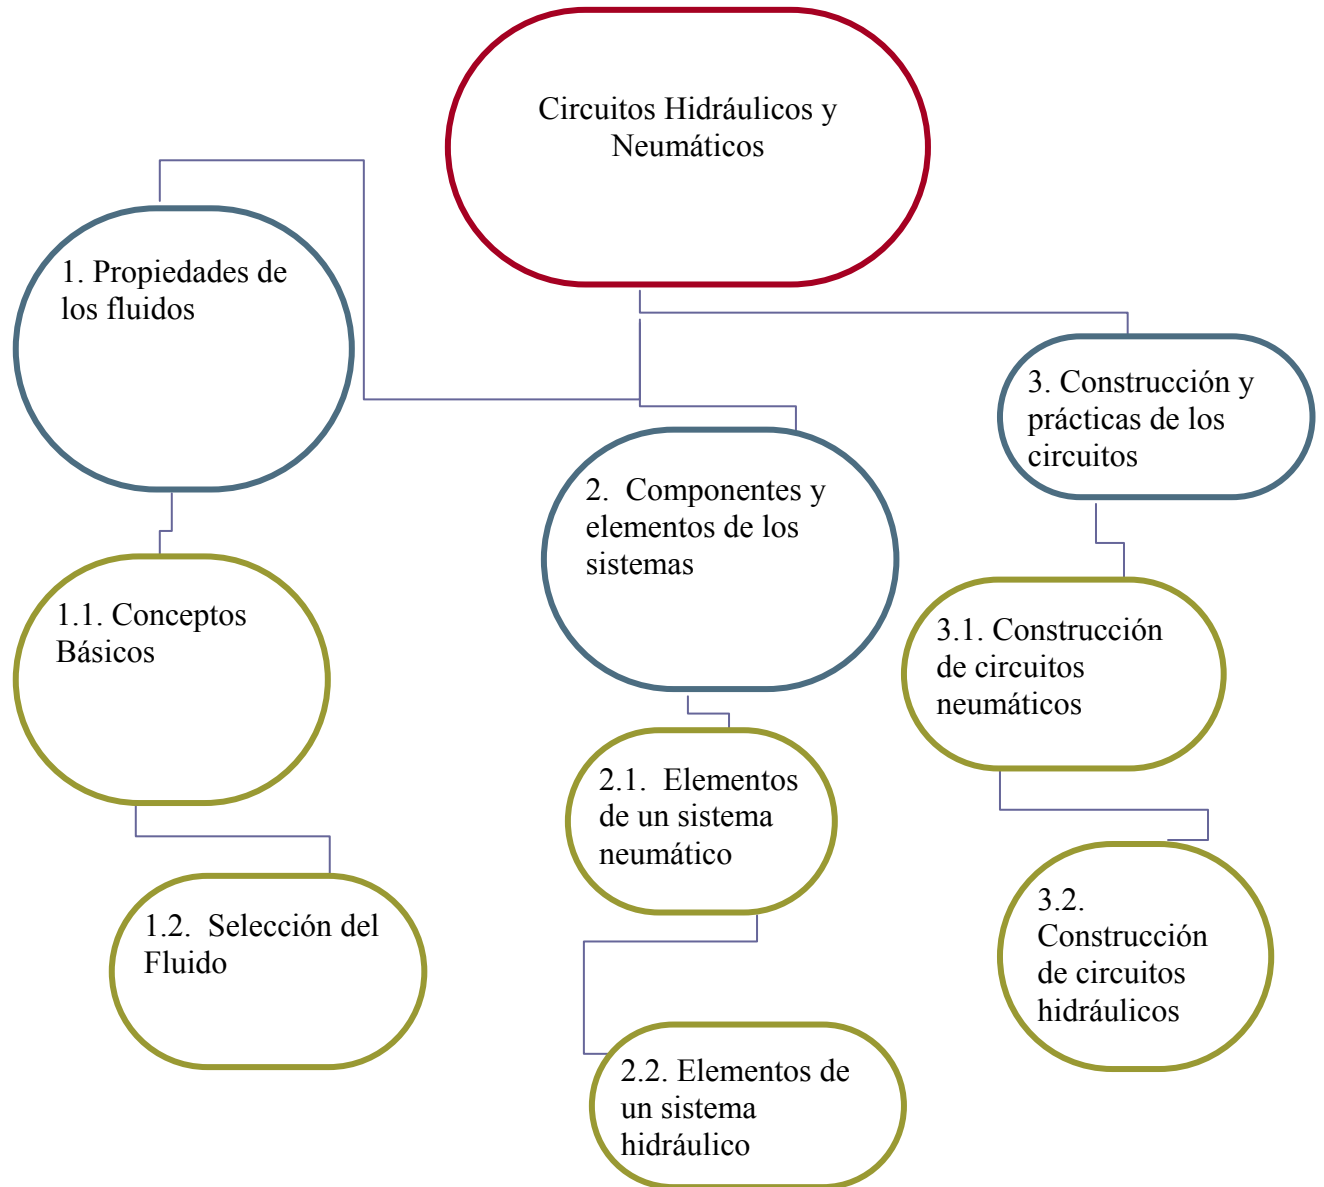 Circuitos Hidráulicos y
Neumáticos
1. Propiedades de
los fluidos
1.1. Conceptos
Básicos
1.2. Selección del
Fluido
2. Componentes y
elementos de los
sistemas
2.1. Elementos
de un sistema
neumático
2.2. Elementos de
un sistema
hidráulico
3. Construcción y
prácticas de los
circuitos
3.1. Construcción
de circuitos
neumáticos
3.2.
Construcción
de circuitos
hidráulicos